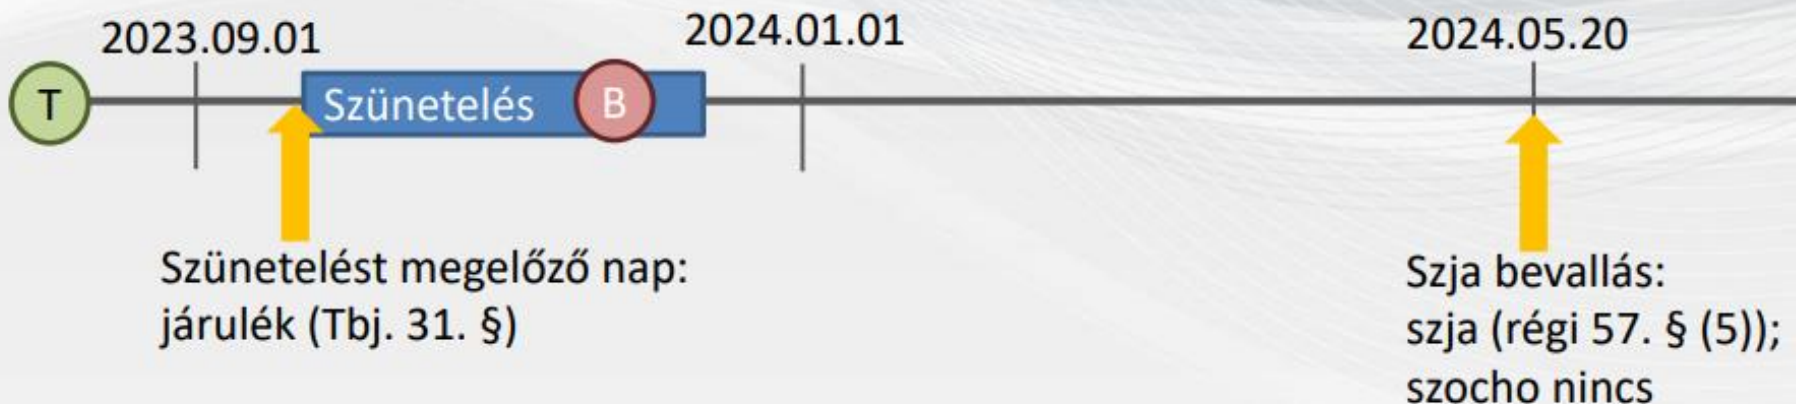 2023.09.01
2024.01.01
2024.05.20
T
Szünetelés
B
Szünetelést megelőző nap:
járulék (Tbj. 31. §)
Szja bevallás:
szja (régi 57. § (5));
szocho nincs